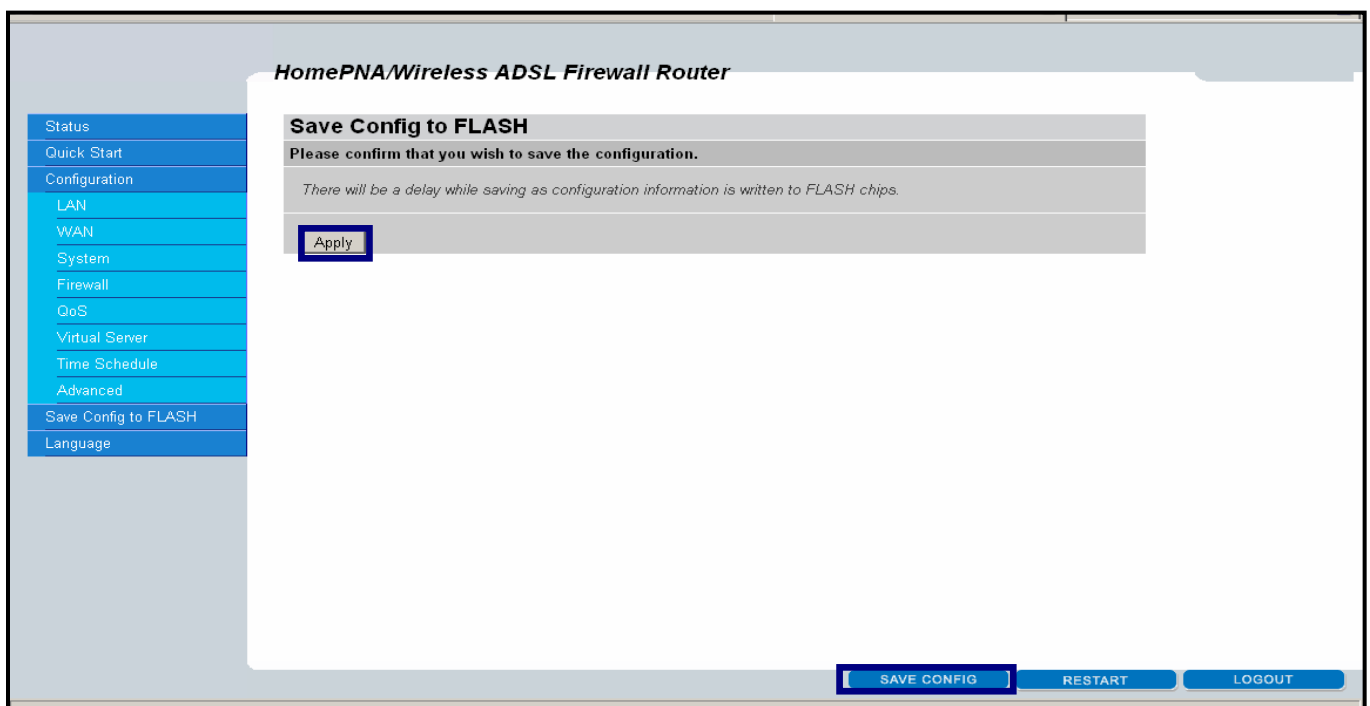 HomePNA/Wireless ADSL Firewall Router
Status
Quick Start
Configuration
LAN
WAN
System
Firewall
QoS
Virtual Server
Time Schedule
Advanced
Save Config to FLASH
Language
Save Config to FLASH
Please confirm that you wish to save the configuration.
There will be a delay while saving as configuration information is written to FLASH chips.
Apply
SAVE CONFIG
RESTART
LOGOUT